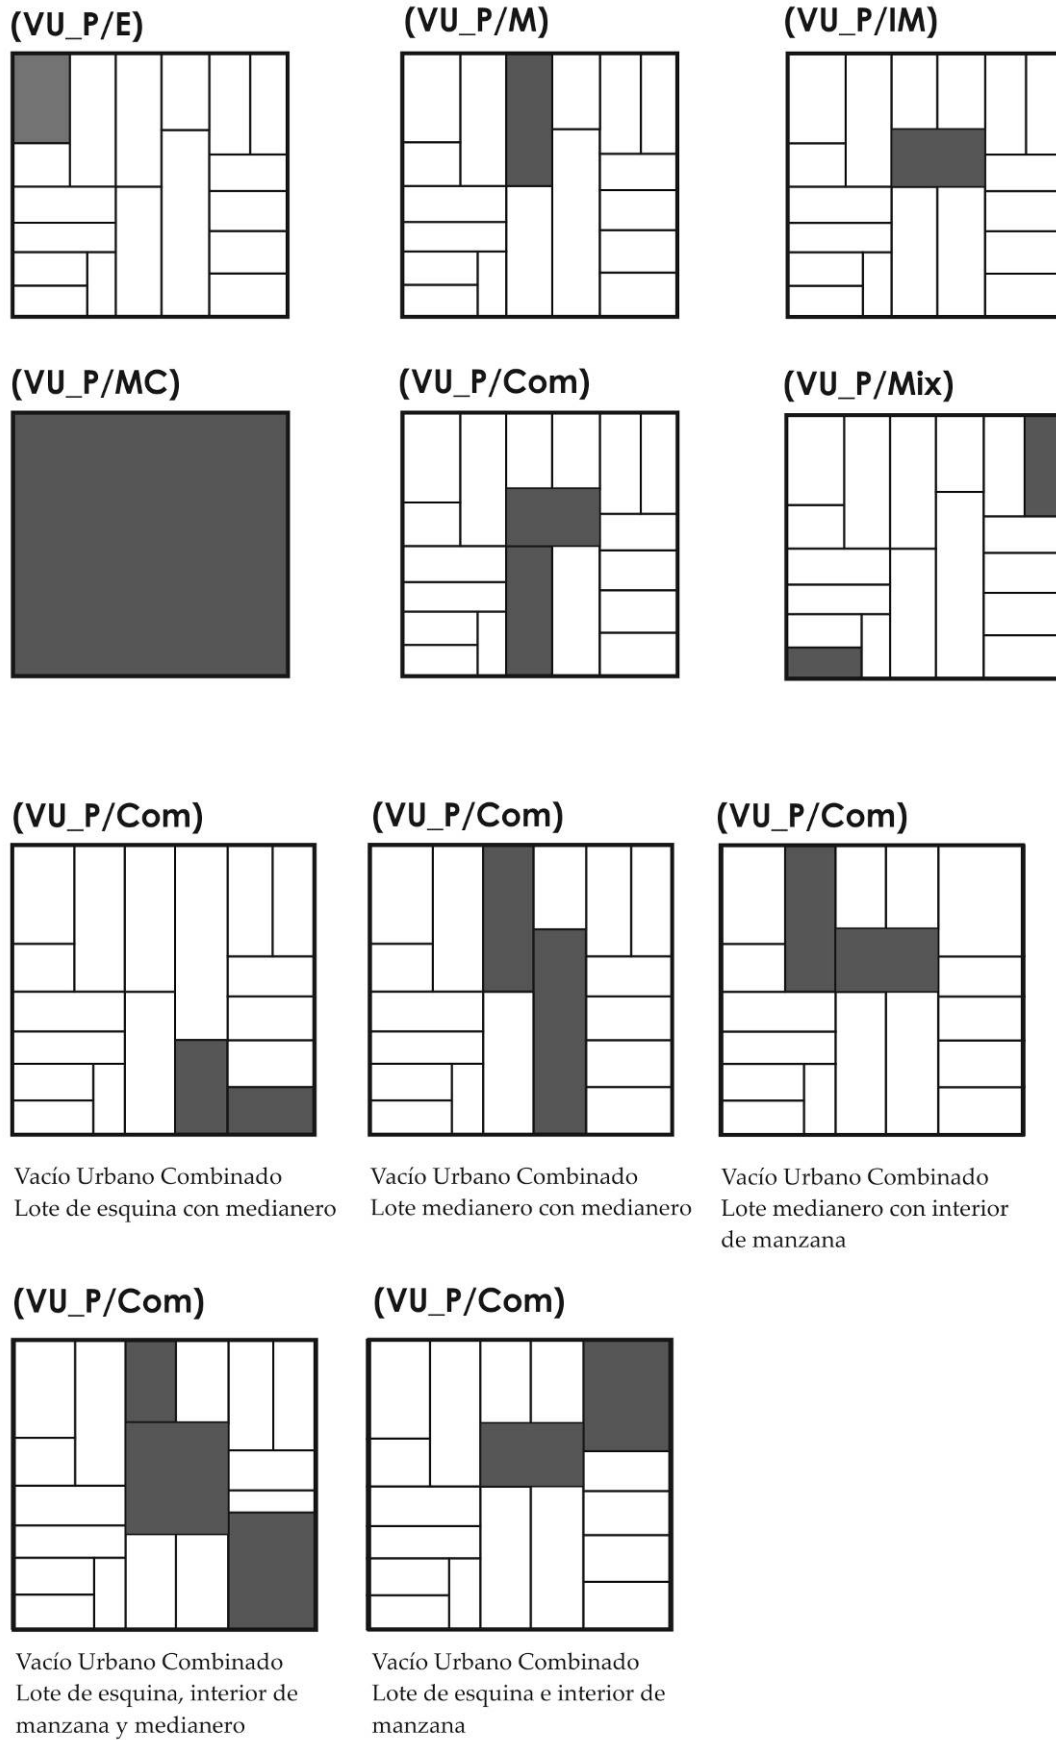 (VU_P/E)
(VU_P/M)
(VU_P/IM)
(VU_P/MC)
(VU_P/Com)
(VU_P/Mix)
(VU_P/Com)
(VU_P/Com)
(VU_P/Com)
Vacío Urbano Combinado
Lote de esquina con medianero
Vacío Urbano Combinado
Lote medianero con medianero
Vacío Urbano Combinado
Lote medianero con interior
de manzana
(VU_P/Com)
(VU_P/Com)
Vacío Urbano Combinado
Lote de esquina, interior de
manzana y medianero
Vacío Urbano Combinado
Lote de esquina e interior de
manzana